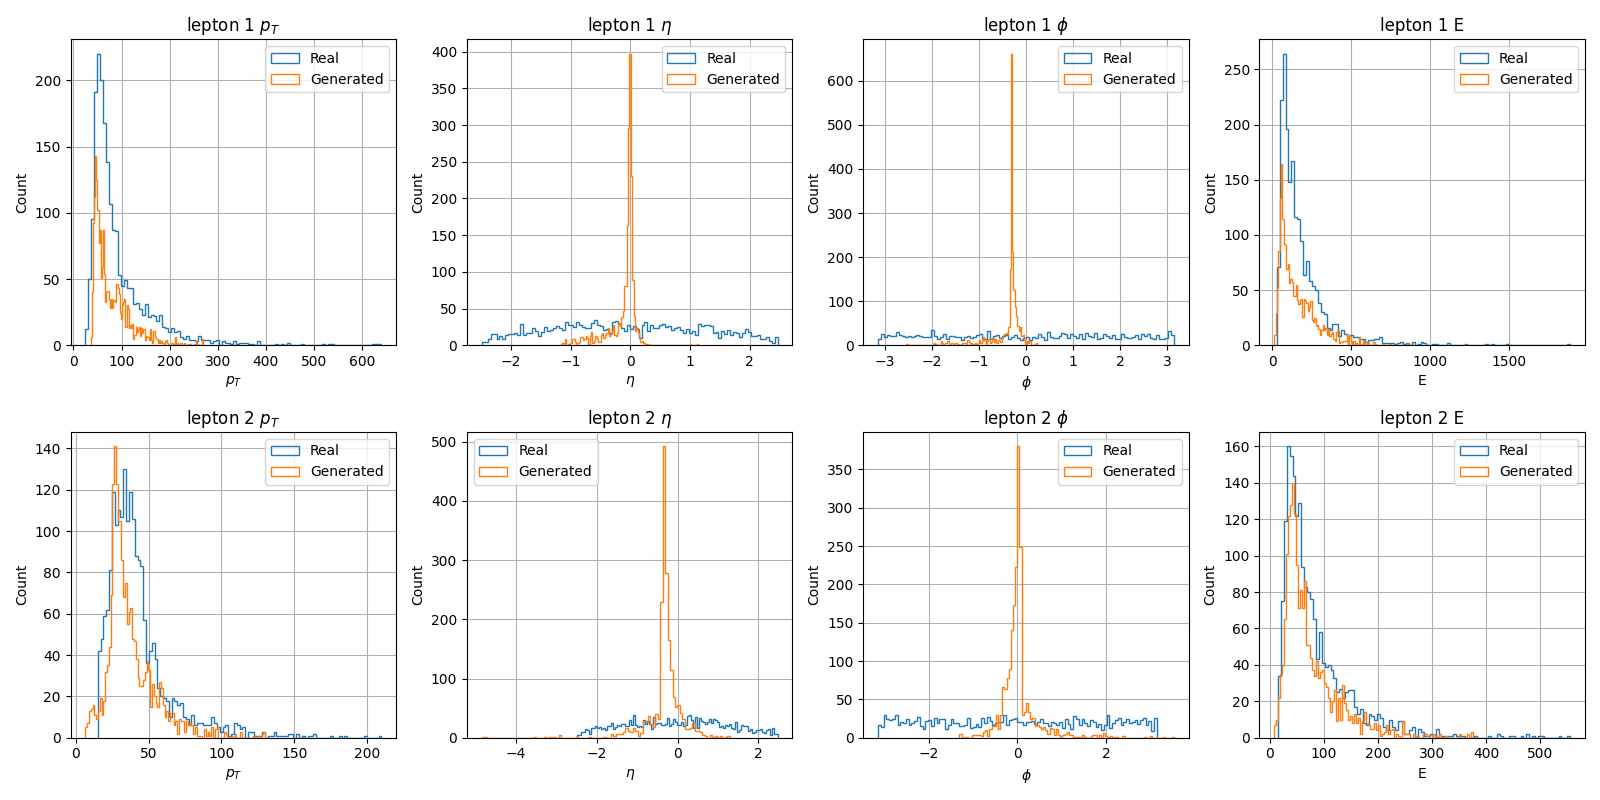 lepton 1 p_T
Real
Generated
Count
200
150
100
50
0
0 100 200 300 400 500 600
p_T
lepton 1 η
Real
Generated
Count
400
350
300
250
200
150
100
50
0
−2 −1 0 1 2
η
lepton 1 ϕ
Real
Generated
Count
600
500
400
300
200
100
0
−3 −2 −1 0 1 2 3
ϕ
lepton 1 E
Real
Generated
Count
250
200
150
100
50
0
0 500 1000 1500
E
lepton 2 p_T
Real
Generated
Count
140
120
100
80
60
40
20
0
0 50 100 150 200
p_T
lepton 2 η
Real
Generated
Count
500
400
300
200
100
0
−4 −2 0 2
η
lepton 2 ϕ
Real
Generated
Count
350
300
250
200
150
100
50
0
−2 0 2
ϕ
lepton 2 E
Real
Generated
Count
160
140
120
100
80
60
40
20
0
0 100 200 300 400 500
E